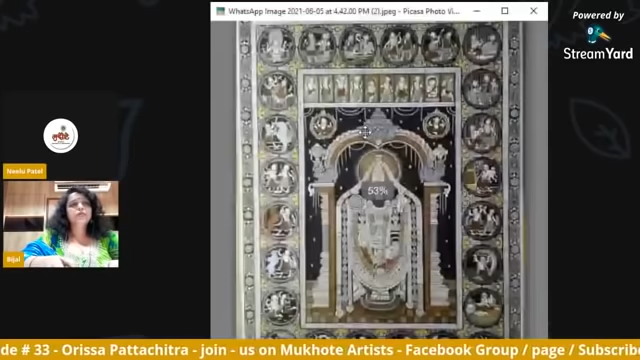 WhatsApp Image 2021-06-05 at 4.42.00 PM (2).jpeg - Picasa Photo Vi...
Powered by
StreamYard
53%
Neelu Patel
Bijal
de # 33 - Orissa Pattachitra - join - us on Mukhote Artists - Facebook Group / page / Subscrib